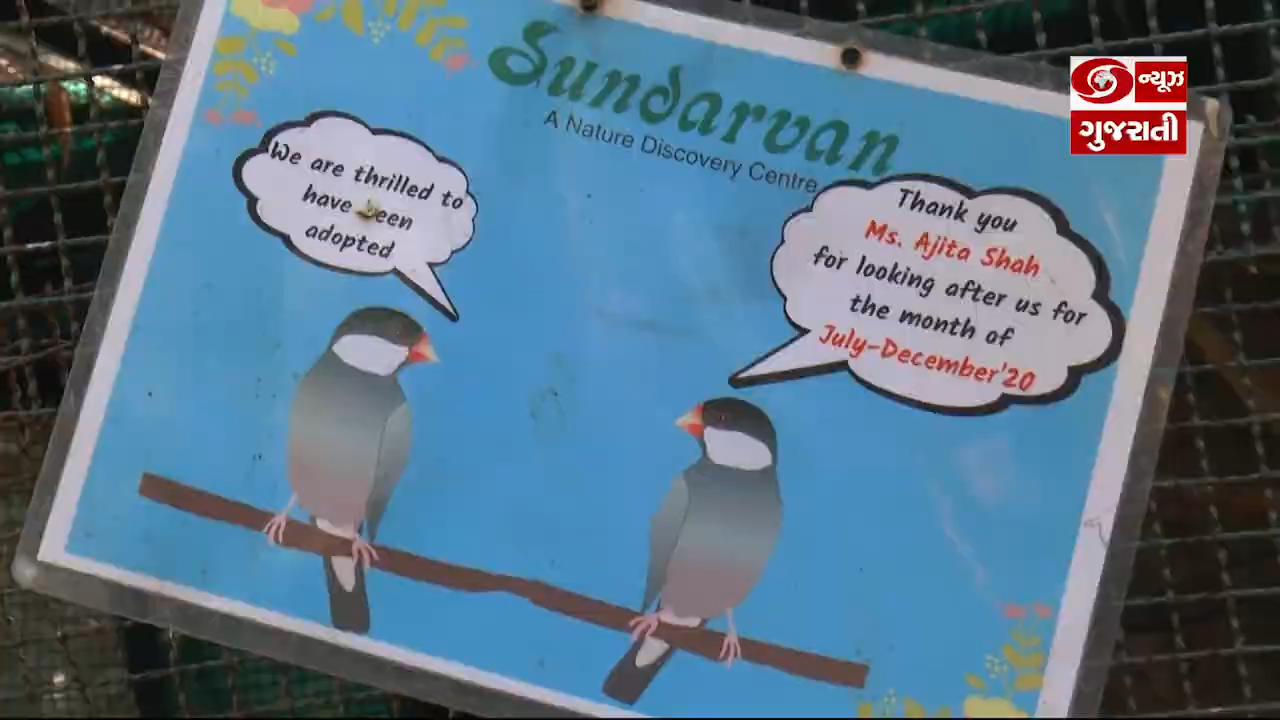 Sundarvan
A Nature Discovery Centre
We are thrilled to
have been
adopted
Thank you
Ms. Ajita Shah
for looking after us for
the month of
July-December'20
ન્યૂઝ
ગુજરાતી